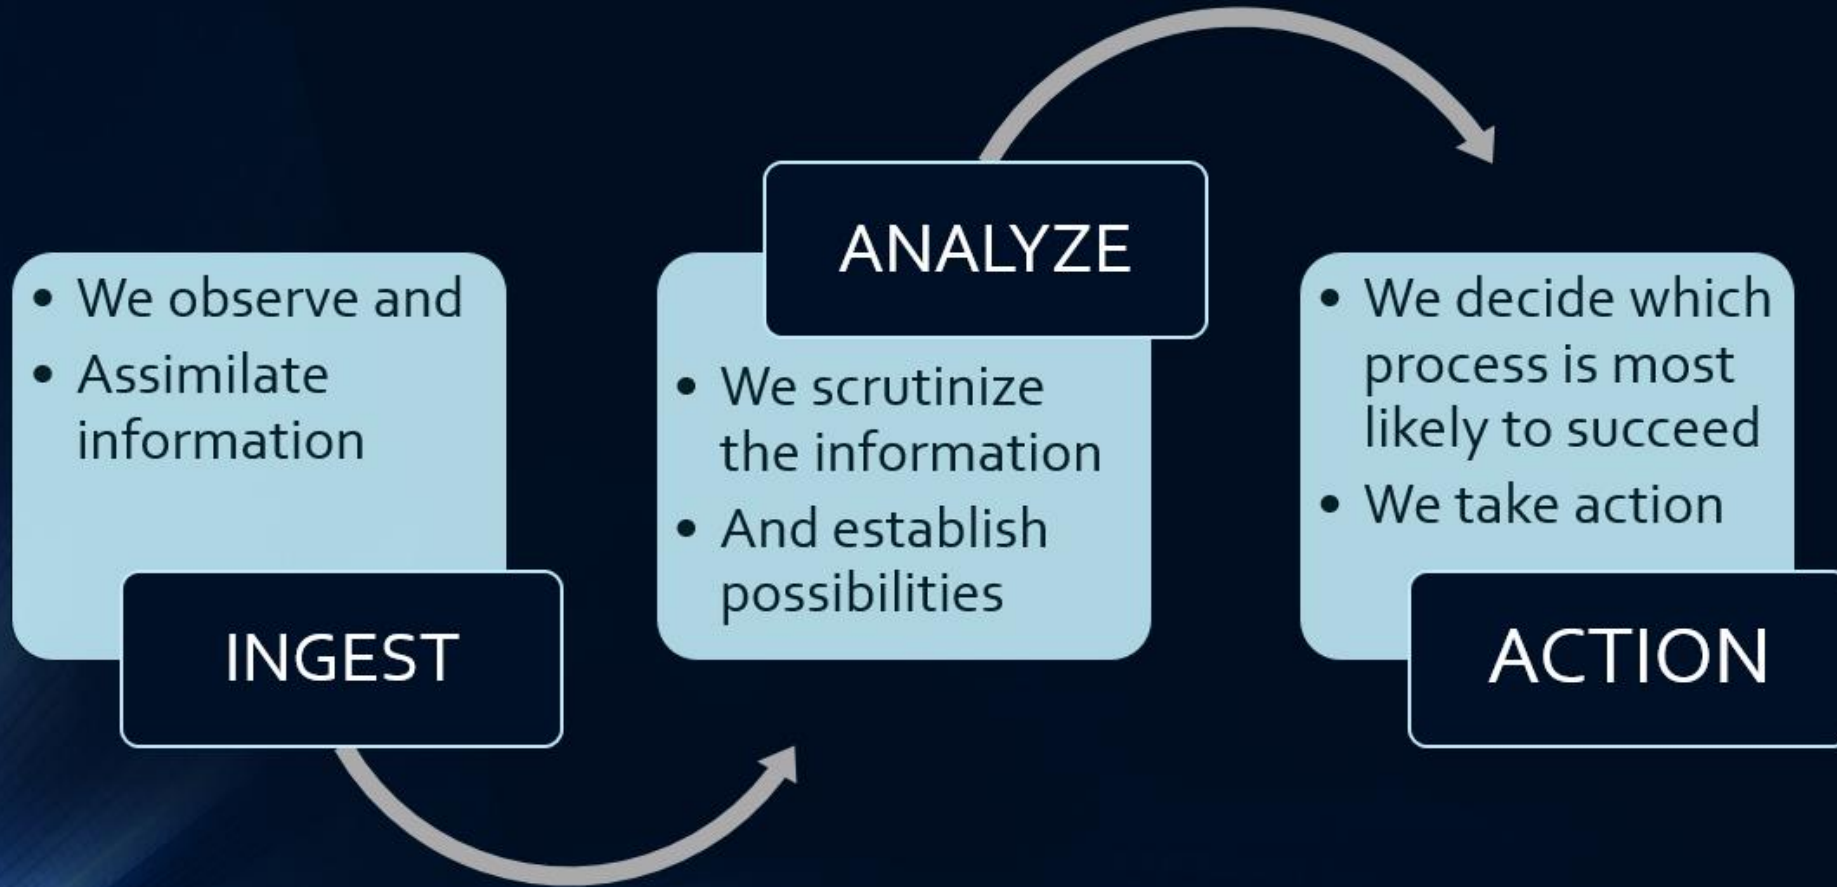 • We observe and
• Assimilate
information
INGEST
ANALYZE
• We scrutinize
the information
• And establish
possibilities
• We decide which
process is most
likely to succeed
• We take action
ACTION